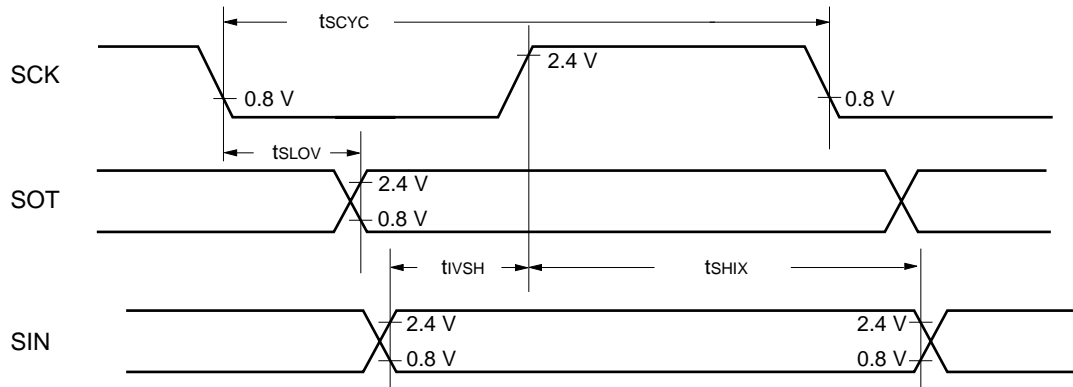 tSCYC
SCK
2.4 V
0.8 V
0.8 V
tSLOV
SOT
2.4 V
0.8 V
tIVSH
tSHIX
SIN
2.4 V
2.4 V
0.8 V
0.8 V